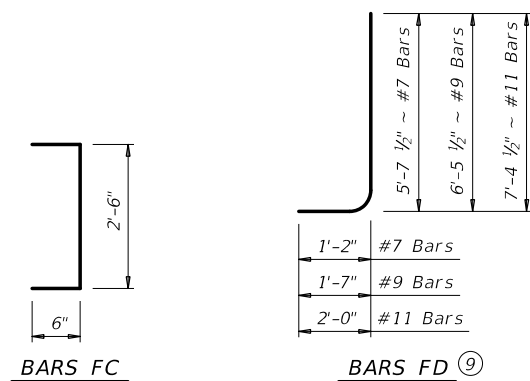 5'-7 ½" ~ #7 Bars
6'-5 ½" ~ #9 Bars
7'-4 ½" ~ #11 Bars
2'-6"
6"
BARS FC
1'-2" #7 Bars
1'-7" #9 Bars
2'-0" #11 Bars
BARS FD ⑨